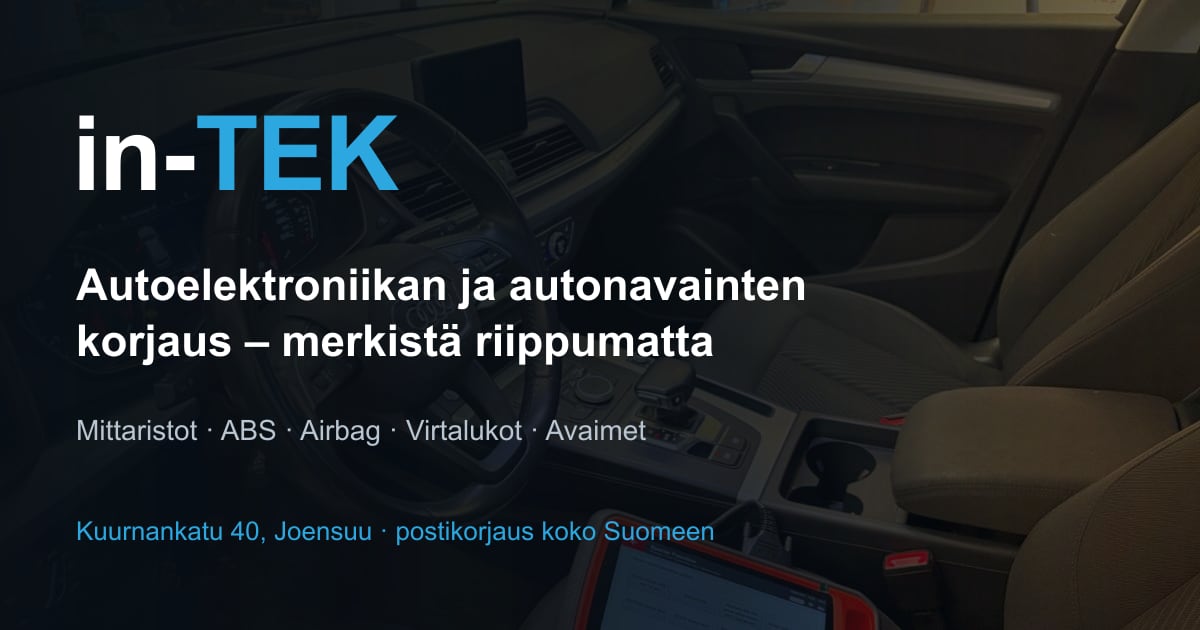 in-TEK
Autoelektroniikan ja autonavainten
korjaus – merkistä riippumatta
Mittaristot · ABS · Airbag · Virtalukot · Avaimet
Kuurnankatu 40, Joensuu · postikorjaus koko Suomeen